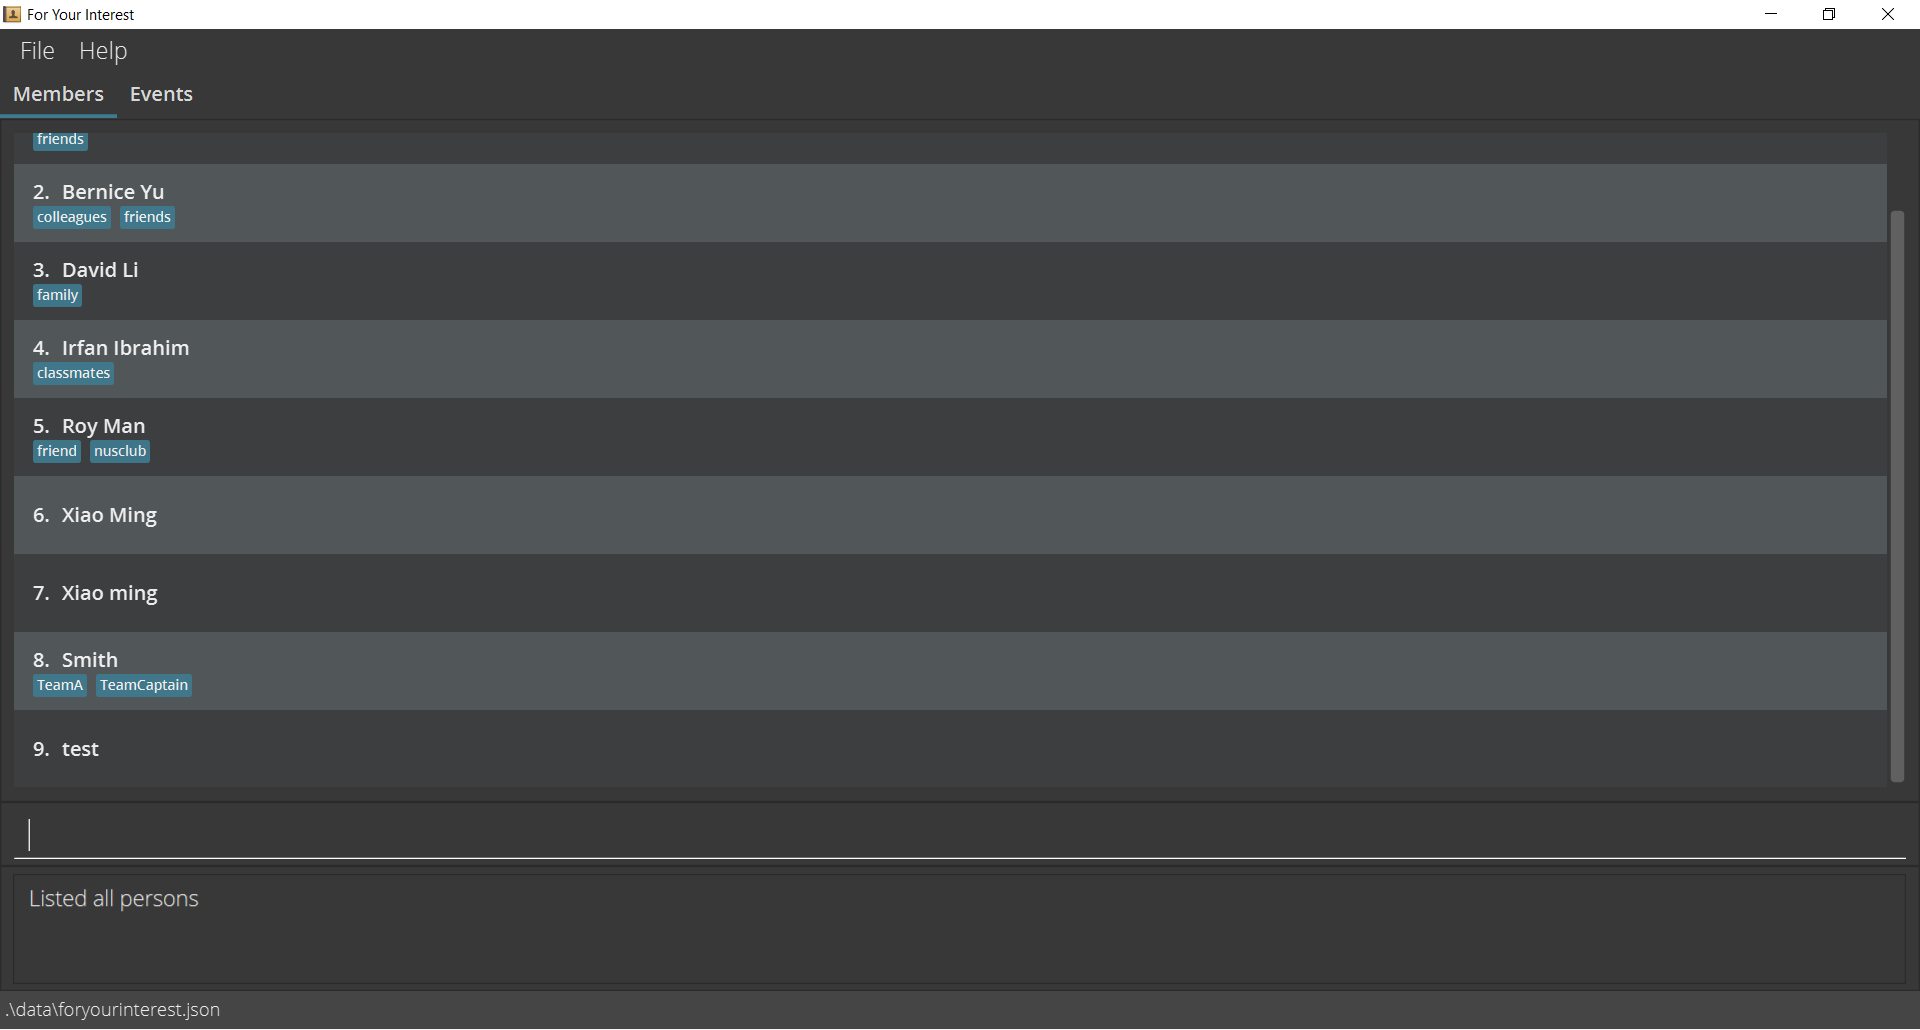 For Your Interest
File Help
Members Events
friends
2. Bernice Yu
colleagues friends
3. David Li
family
4. Irfan Ibrahim
classmates
5. Roy Man
friend nusclub
6. Xiao Ming
7. Xiao ming
8. Smith
TeamA TeamCaptain
9. test
Listed all persons
.\data\foryourinterest.json